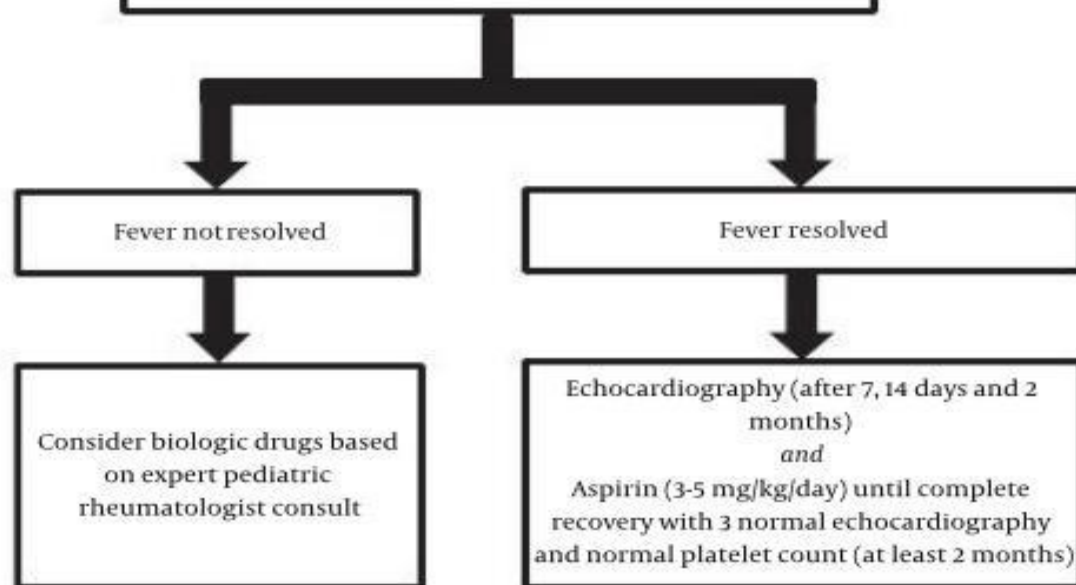 Fever not resolved
Fever resolved
Consider biologic drugs based
on expert pediatric
rheumatologist consult
Echocardiography (after 7, 14 days and 2
months)
and
Aspirin (3-5 mg/kg/day) until complete
recovery with 3 normal echocardiography
and normal platelet count (at least 2 months)